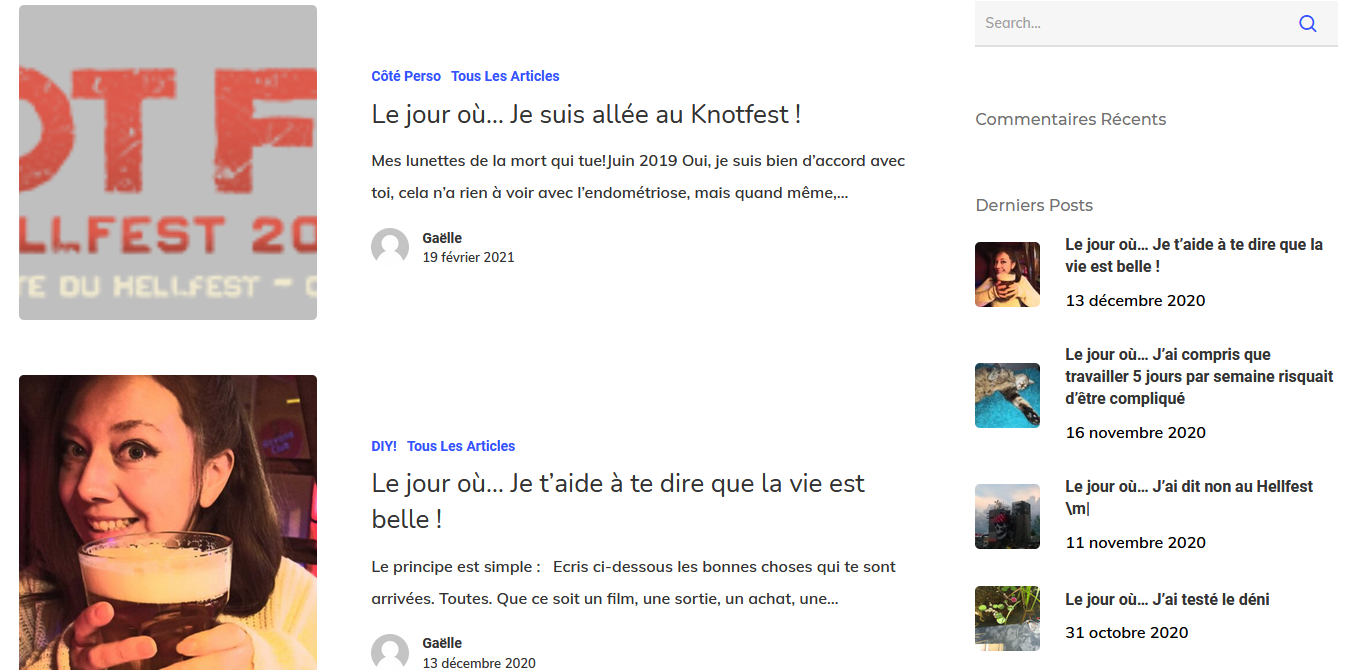 OT F
HELLFEST 20
TE DU HELLFEST – C
Côté Perso Tous Les Articles
Le jour où… Je suis allée au Knotfest !
Mes lunettes de la mort qui tue!Juin 2019 Oui, je suis bien d’accord avec
toi, cela n’a rien à voir avec l’endométriose, mais quand même,…
Gaëlle
19 février 2021
DIY! Tous Les Articles
Le jour où… Je t’aide à te dire que la vie est
belle !
Le principe est simple : Ecris ci-dessous les bonnes choses qui te sont
arrivées. Toutes. Que ce soit un film, une sortie, un achat, une…
Gaëlle
13 décembre 2020
Search...
Commentaires Récents
Derniers Posts
Le jour où… Je t’aide à te dire que la
vie est belle !
13 décembre 2020
Le jour où… J’ai compris que
travailler 5 jours par semaine risquait
d’être compliqué
16 novembre 2020
Le jour où… J’ai dit non au Hellfest
\m|
11 novembre 2020
Le jour où… J’ai testé le déni
31 octobre 2020